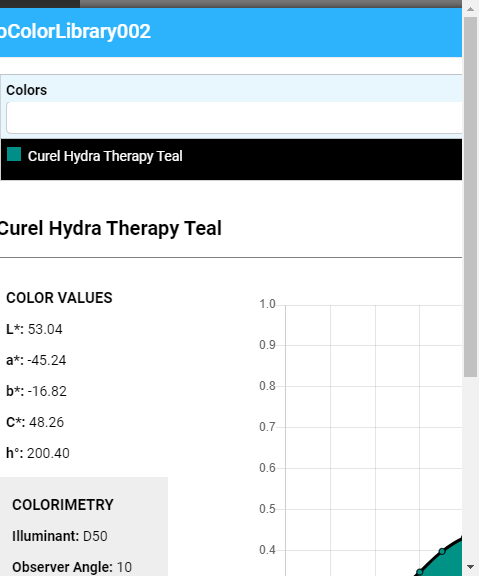 oColorLibrary002
Colors
Curel Hydra Therapy Teal
Curel Hydra Therapy Teal
COLOR VALUES
L*: 53.04
a*: -45.24
b*: -16.82
C*: 48.26
h°: 200.40
COLORIMETRY
Illuminant: D50
Observer Angle: 10
1.0
0.9
0.8
0.7
0.6
0.5
0.4